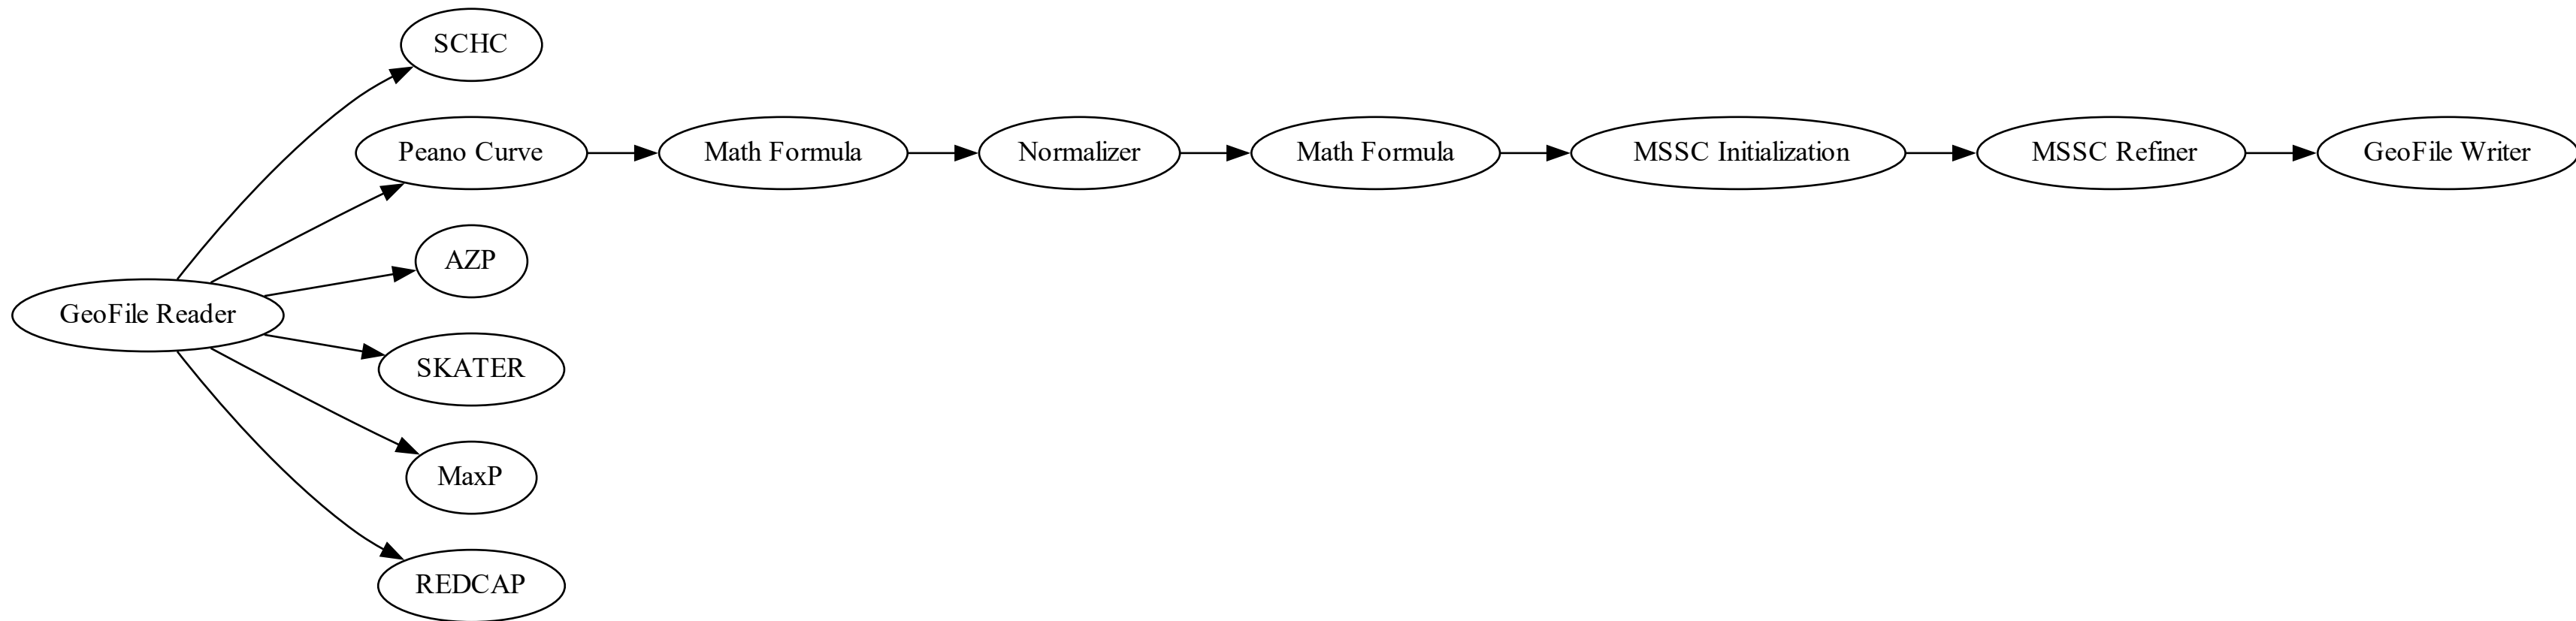 SCHC
Peano Curve
Math Formula
Normalizer
Math Formula
MSSC Initialization
MSSC Refiner
GeoFile Writer
AZP
GeoFile Reader
SKATER
MaxP
REDCAP